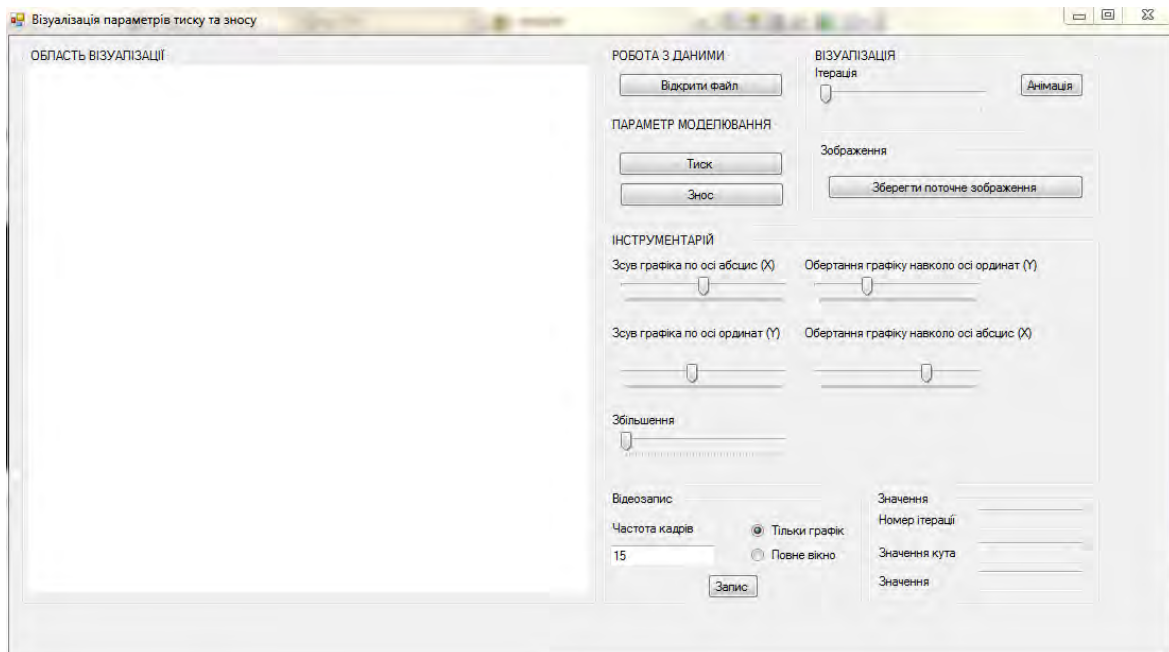 Візуалізація параметрів тиску та зносу
ОБЛАСТЬ ВІЗУАЛІЗАЦІЇ
РОБОТА З ДАНИМИ
Відкрити файл
ПАРАМЕТР МОДЕЛЮВАННЯ
Тиск
Знос
ВІЗУАЛІЗАЦІЯ
Ітерація
Анімація
Зображення
Зберегти поточне зображення
ІНСТРУМЕНТАРІЙ
Зсув графіка по осі абсцис (X)
Обертання графіку навколо осі ординат (Y)
Зсув графіка по осі ординат (Y)
Обертання графіку навколо осі абсцис (X)
Збільшення
Відеозапис
Частота кадрів
15
Тільки графік
Повне вікно
Запис
Значення
Номер ітерації
Значення кута
Значення